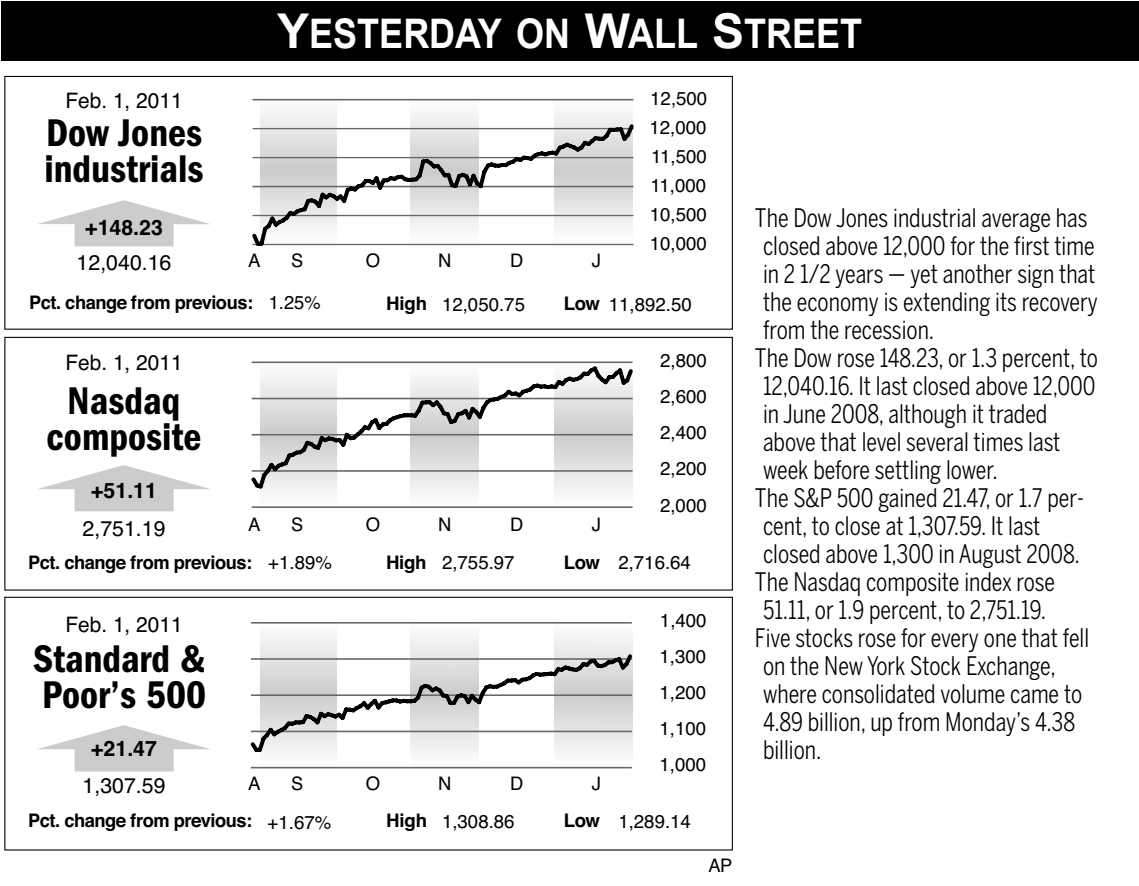 YESTERDAY ON WALL STREET
Feb. 1, 2011
Dow Jones
industrials
+148.23
12,040.16
12,500
12,000
11,500
11,000
10,500
10,000
A S O N D J
Pct. change from previous: 1.25% High 12,050.75 Low 11,892.50
Feb. 1, 2011
Nasdaq
composite
+51.11
2,751.19
2,800
2,600
2,400
2,200
2,000
A S O N D J
Pct. change from previous: +1.89% High 2,755.97 Low 2,716.64
Feb. 1, 2011
Standard &
Poor's 500
+21.47
1,307.59
1,400
1,300
1,200
1,100
1,000
A S O N D J
Pct. change from previous: +1.67% High 1,308.86 Low 1,289.14
AP
The Dow Jones industrial average has
closed above 12,000 for the first time
in 2 1/2 years — yet another sign that
the economy is extending its recovery
from the recession.
The Dow rose 148.23, or 1.3 percent, to
12,040.16. It last closed above 12,000
in June 2008, although it traded
above that level several times last
week before settling lower.
The S&P 500 gained 21.47, or 1.7 per-
cent, to close at 1,307.59. It last
closed above 1,300 in August 2008.
The Nasdaq composite index rose
51.11, or 1.9 percent, to 2,751.19.
Five stocks rose for every one that fell
on the New York Stock Exchange,
where consolidated volume came to
4.89 billion, up from Monday's 4.38
billion.